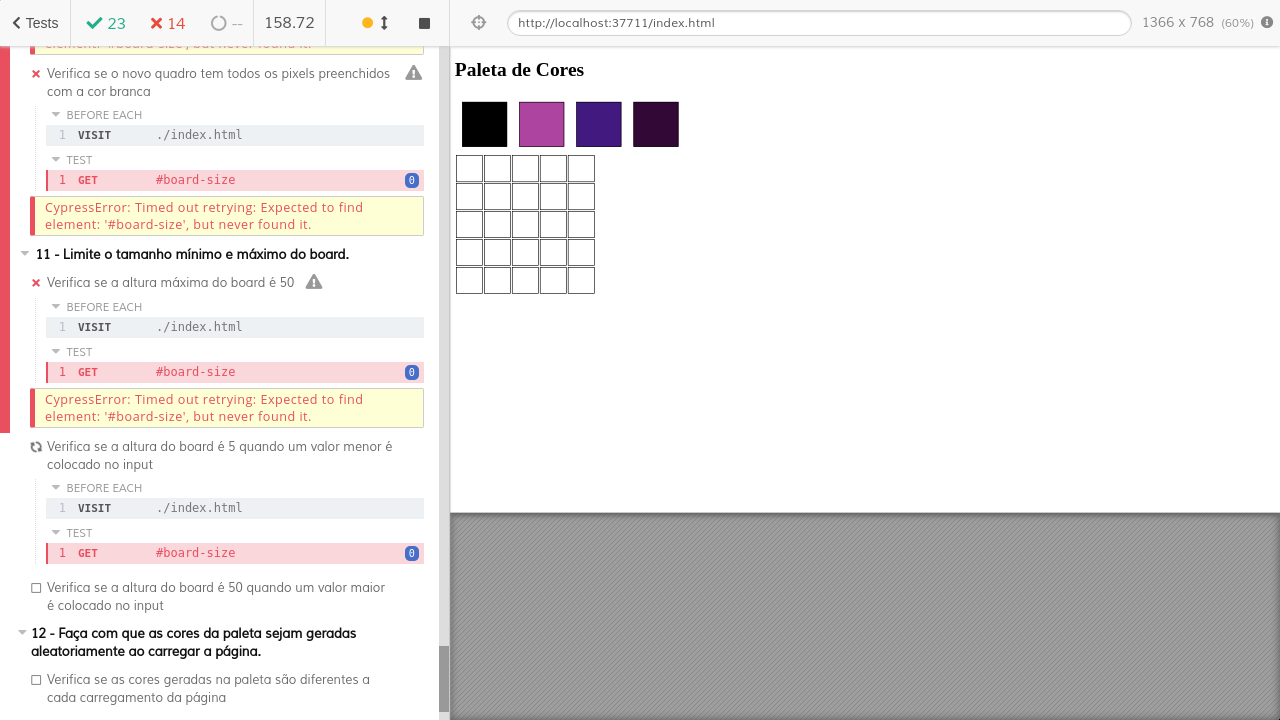 Tests
23
14
--
158.72
http://localhost:37711/index.html
1366 x 768 (60%)
element: '#board-size', but never found it.
Verifica se o novo quadro tem todos os pixels preenchidos
com a cor branca
BEFORE EACH
1 VISIT ./index.html
TEST
1 GET #board-size 0
CypressError: Timed out retrying: Expected to find
element: '#board-size', but never found it.
11 - Limite o tamanho mínimo e máximo do board.
Verifica se a altura máxima do board é 50
BEFORE EACH
1 VISIT ./index.html
TEST
1 GET #board-size 0
CypressError: Timed out retrying: Expected to find
element: '#board-size', but never found it.
Verifica se a altura do board é 5 quando um valor menor é
colocado no input
BEFORE EACH
1 VISIT ./index.html
TEST
1 GET #board-size 0
Verifica se a altura do board é 50 quando um valor maior
é colocado no input
12 - Faça com que as cores da paleta sejam geradas
aleatoriamente ao carregar a página.
Verifica se as cores geradas na paleta são diferentes a
cada carregamento da página
Paleta de Cores